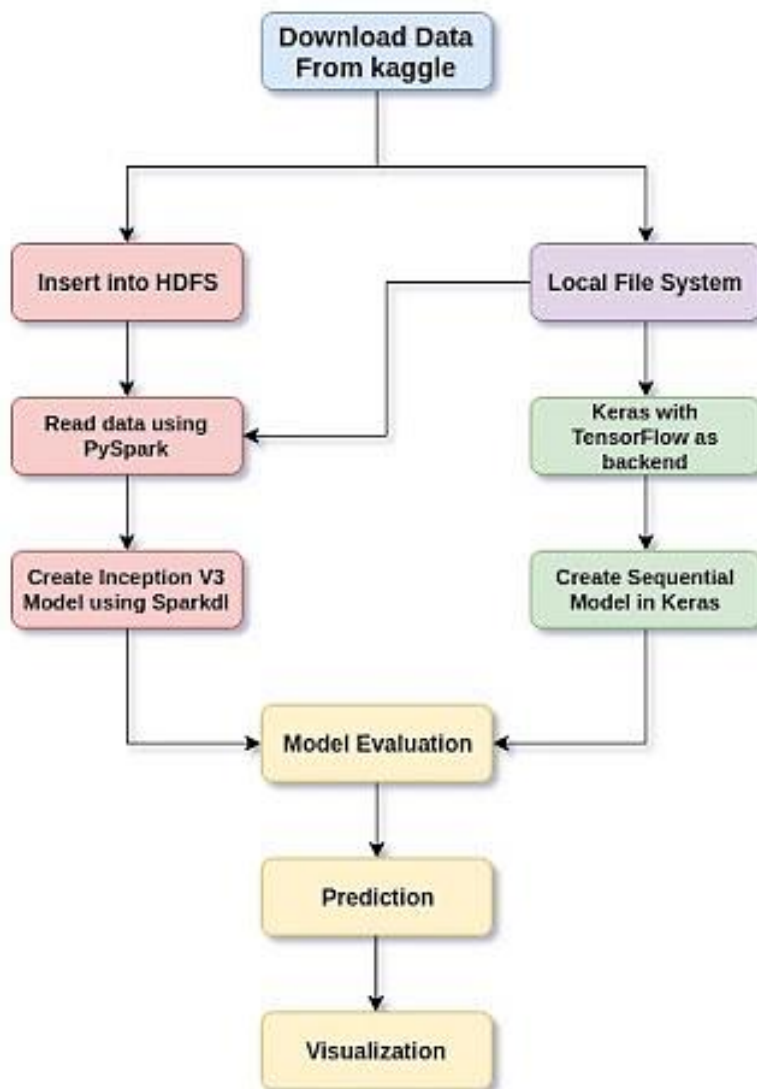 Download Data
From kaggle
Insert into HDFS
Local File System
Read data using
PySpark
Keras with
TensorFlow as
backend
Create Inception V3
Model using Sparkdl
Create Sequential
Model in Keras
Model Evaluation
Prediction
Visualization